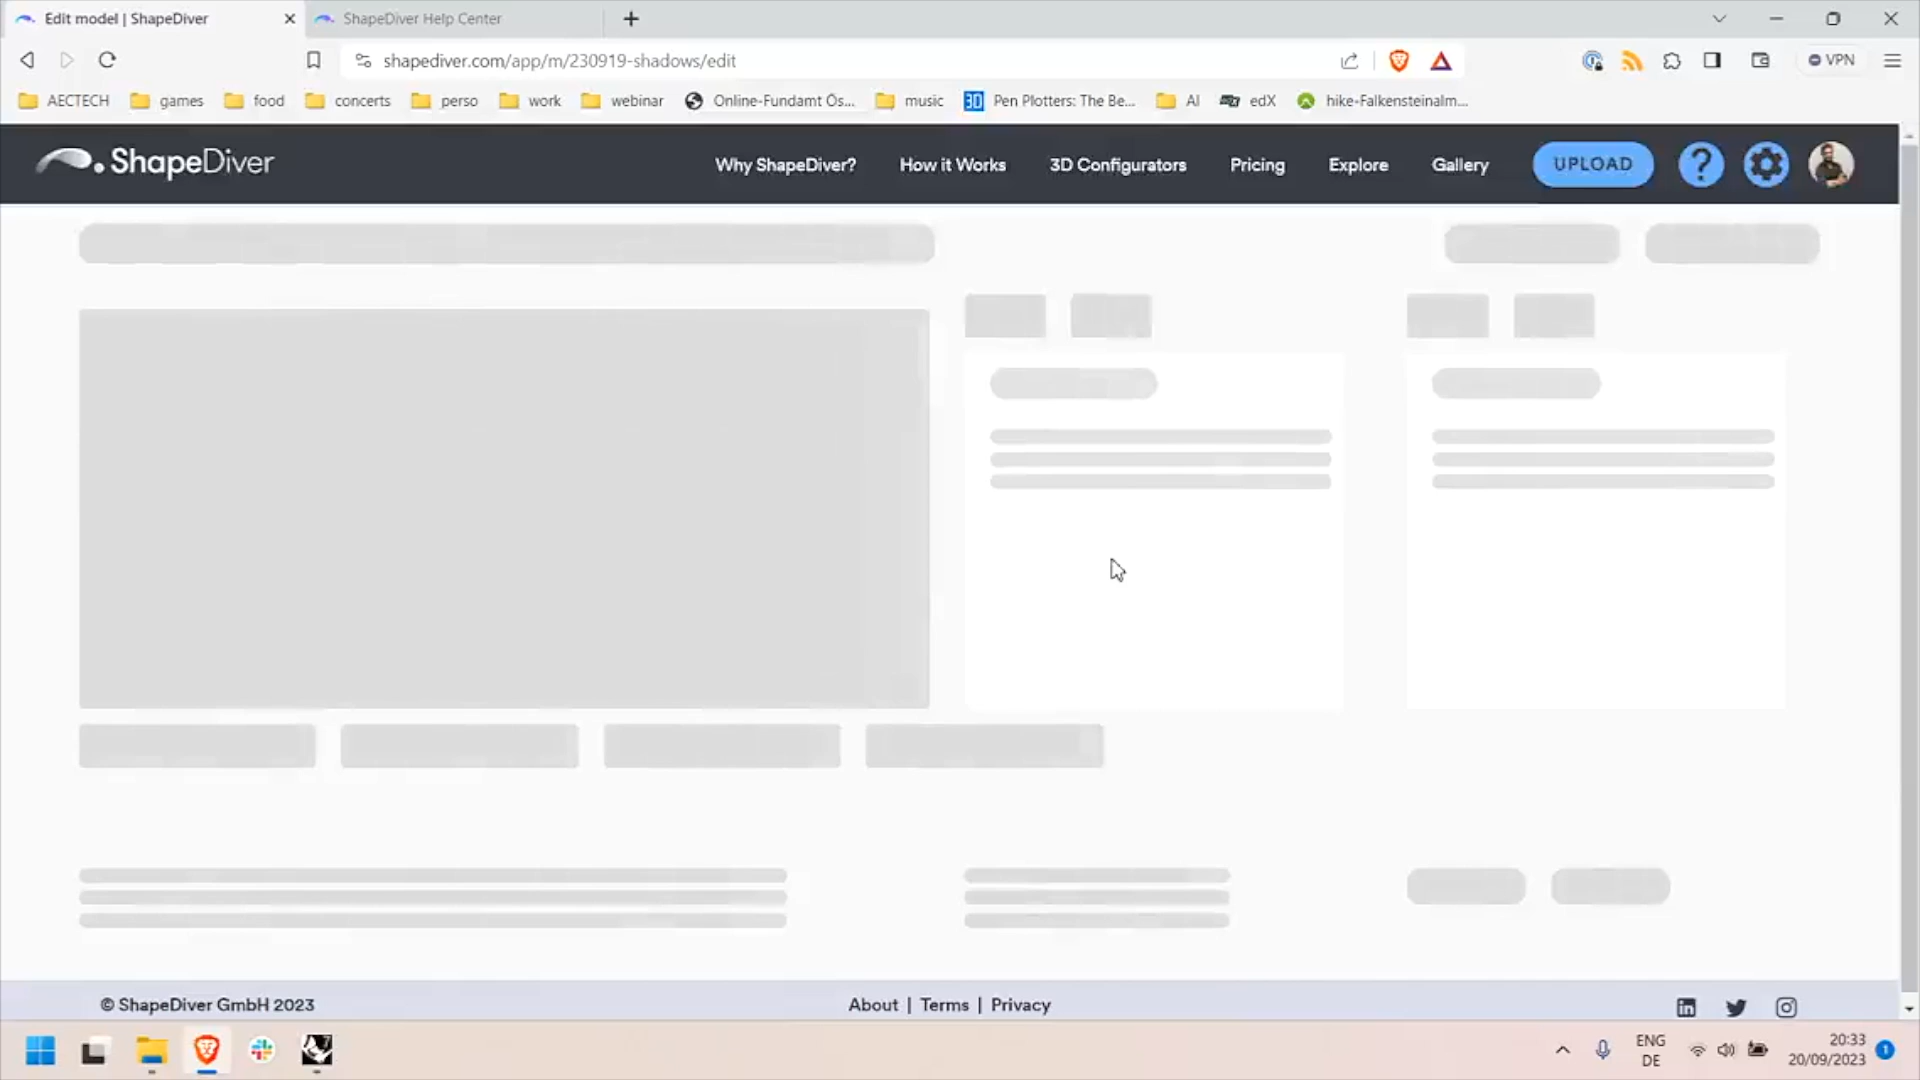 Edit model | ShapeDiver
ShapeDiver Help Center
shapediver.com/app/m/230919-shadows/edit
VPN
AECTECH
games
food
concerts
perso
work
webinar
Online-Fundamt Ös...
music
3D
Pen Plotters: The Be...
AI
edX
hike-Falkensteinalm...
ShapeDiver
Why ShapeDiver?
How it Works
3D Configurators
Pricing
Explore
Gallery
UPLOAD
?
© ShapeDiver GmbH 2023
About | Terms | Privacy
ENG
DE
20:33
20/09/2023
1